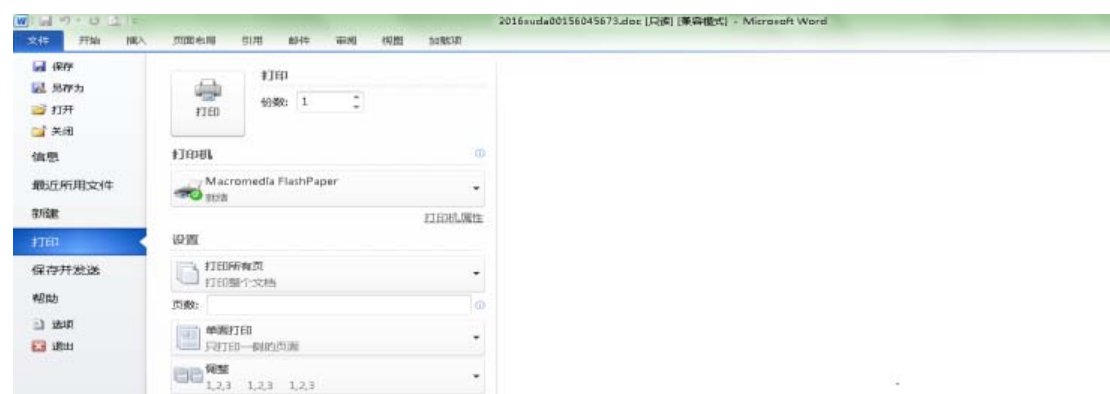 2016suda00156045673.doc [只读] [兼容模式] - Microsoft Word
文件 开始 插入 页面布局 引用 邮件 审阅 视图 加载项
保存
另存为
打开
关闭
信息
最近所用文件
新建
打印
保存并发送
帮助
选项
退出
打印
打印
份数: 1
打印机
Macromedia FlashPaper
就绪
打印机属性
设置
打印所有页
打印整个文档
页数:
单面打印
只打印一侧的页面
调整
1,2,3 1,2,3 1,2,3